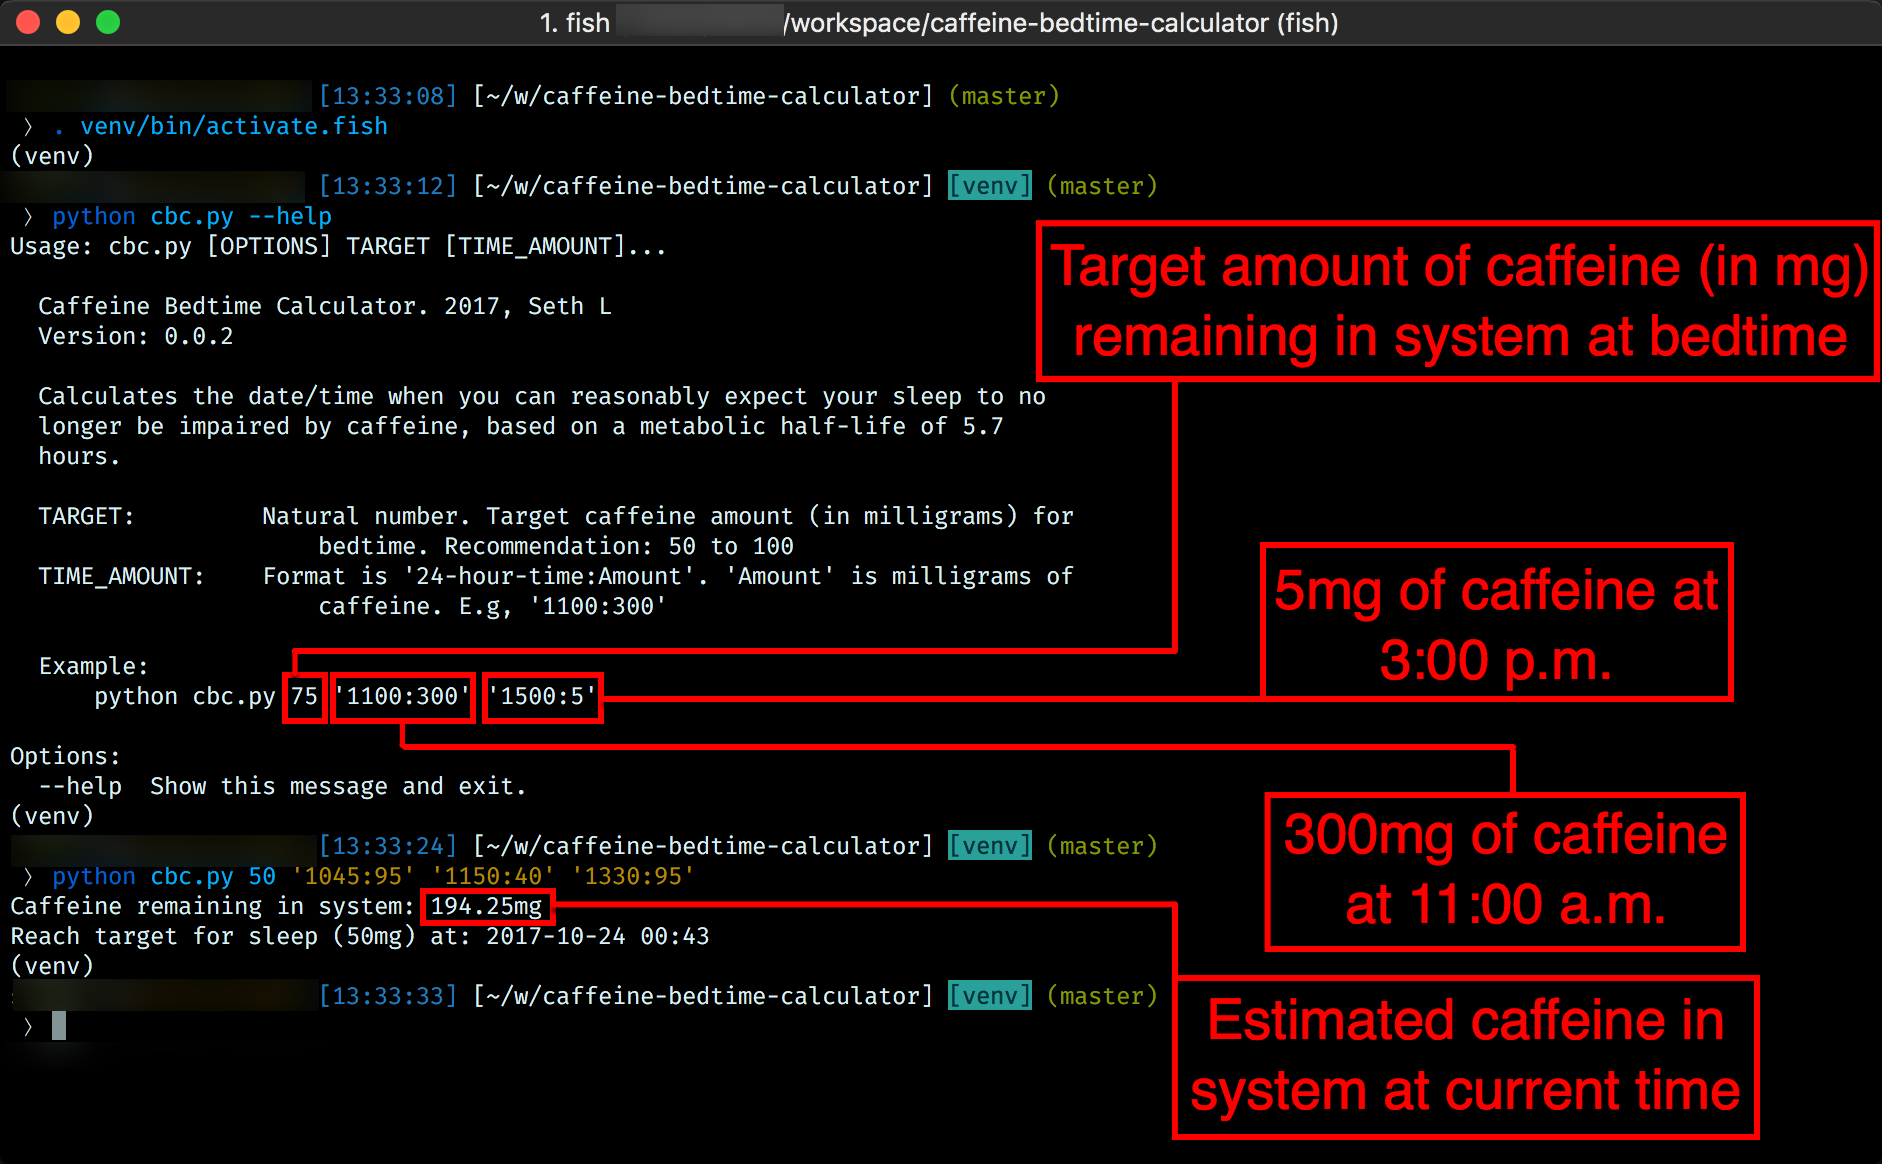 1. fish /workspace/caffeine-bedtime-calculator (fish)
[13:33:08] [~/w/caffeine-bedtime-calculator] (master)
〉 . venv/bin/activate.fish
(venv)
[13:33:12] [~/w/caffeine-bedtime-calculator] [venv] (master)
〉 python cbc.py --help
Usage: cbc.py [OPTIONS] TARGET [TIME_AMOUNT]...
Target amount of caffeine (in mg)
remaining in system at bedtime
Caffeine Bedtime Calculator. 2017, Seth L
Version: 0.0.2
Calculates the date/time when you can reasonably expect your sleep to no
longer be impaired by caffeine, based on a metabolic half-life of 5.7
hours.
TARGET: Natural number. Target caffeine amount (in milligrams) for
bedtime. Recommendation: 50 to 100
TIME_AMOUNT: Format is '24-hour-time:Amount'. 'Amount' is milligrams of
caffeine. E.g, '1100:300'
5mg of caffeine at
3:00 p.m.
Example:
python cbc.py 75 '1100:300' '1500:5'
Options:
--help Show this message and exit.
(venv)
300mg of caffeine
at 11:00 a.m.
[13:33:24] [~/w/caffeine-bedtime-calculator] [venv] (master)
〉 python cbc.py 50 '1045:95' '1150:40' '1330:95'
Caffeine remaining in system: 194.25mg
Reach target for sleep (50mg) at: 2017-10-24 00:43
(venv)
[13:33:33] [~/w/caffeine-bedtime-calculator] [venv] (master)
〉
Estimated caffeine in
system at current time